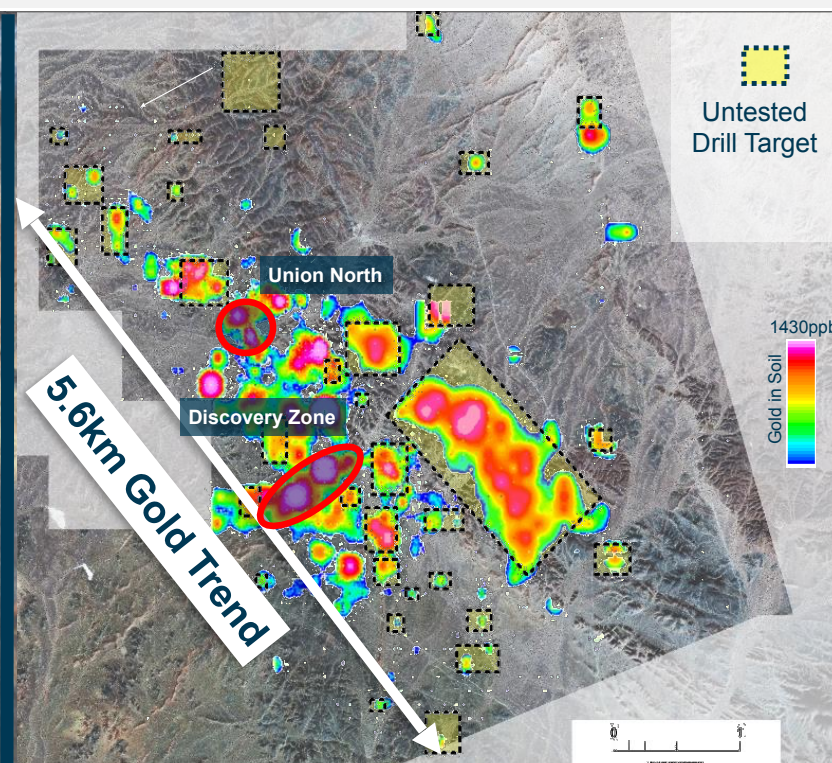 Untested
Drill Target
Union North
1430ppb
Gold in Soil
Discovery Zone
5.6km Gold Trend